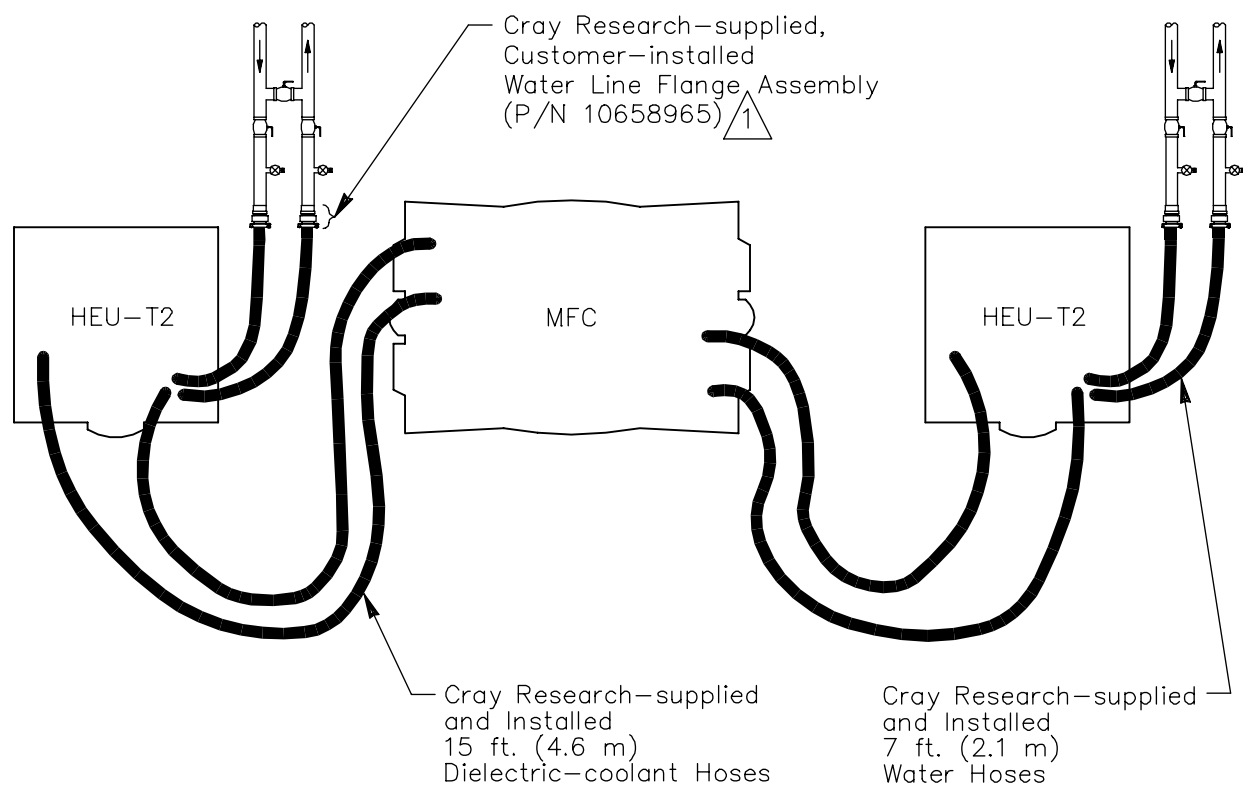 Cray Research-supplied,
Customer-installed
Water Line Flange Assembly
(P/N 10658965)
1
HEU-T2
MFC
HEU-T2
Cray Research-supplied
and Installed
15 ft. (4.6 m)
Dielectric-coolant Hoses
Cray Research-supplied
and Installed
7 ft. (2.1 m)
Water Hoses